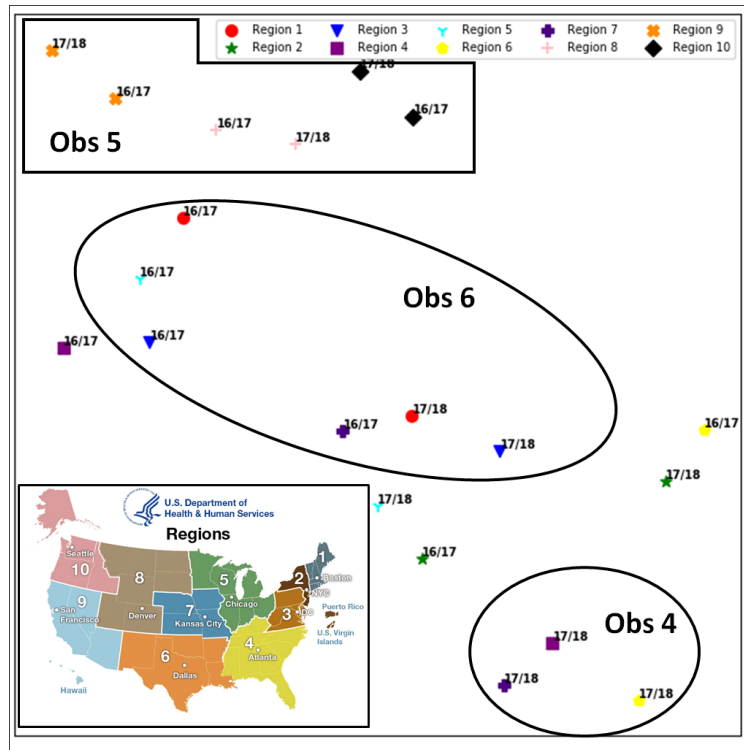 Region 1 Region 3 Region 5 Region 7 Region 9
Region 2 Region 4 Region 6 Region 8 Region 10
17/18
17/18
16/17
16/17
16/17
17/18
Obs 5
16/17
16/17
Obs 6
16/17
16/17
17/18
16/17
16/17
17/18
17/18
17/18
16/17
U.S. Department of
Health & Human Services
Regions
Seattle
10
8
5
2
1
Boston
NYC
9
San
Francisco
Denver
7
Kansas City
Chicago
3
DC
Puerto Rico
U.S. Virgin
Islands
6
Dallas
4
Atlanta
Hawaii
Obs 4
17/18
17/18
17/18